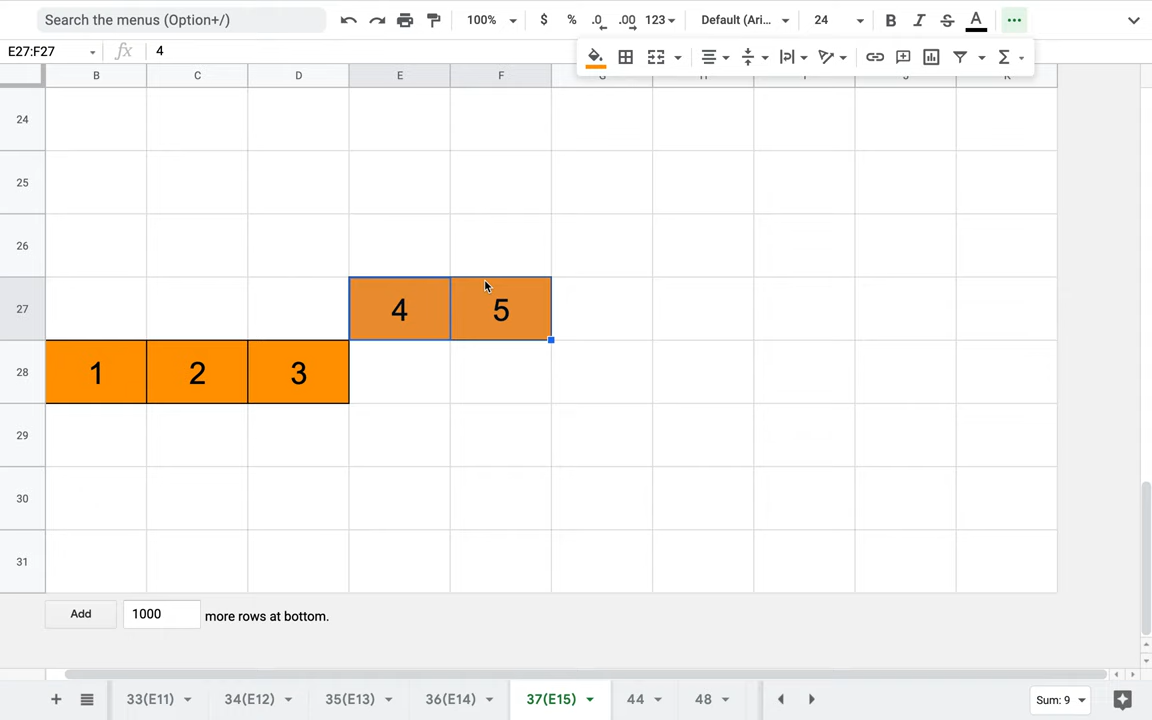 Search the menus (Option+/) 100% $ % .0 .00 123 Default (Ari... 24 B I S A
E27:F27 fx 4
B C D E F
24
25
26
27 4 5
28 1 2 3
29
30
31
Add 1000 more rows at bottom.
33(E11) 34(E12) 35(E13) 36(E14) 37(E15) 44 48 Sum: 9